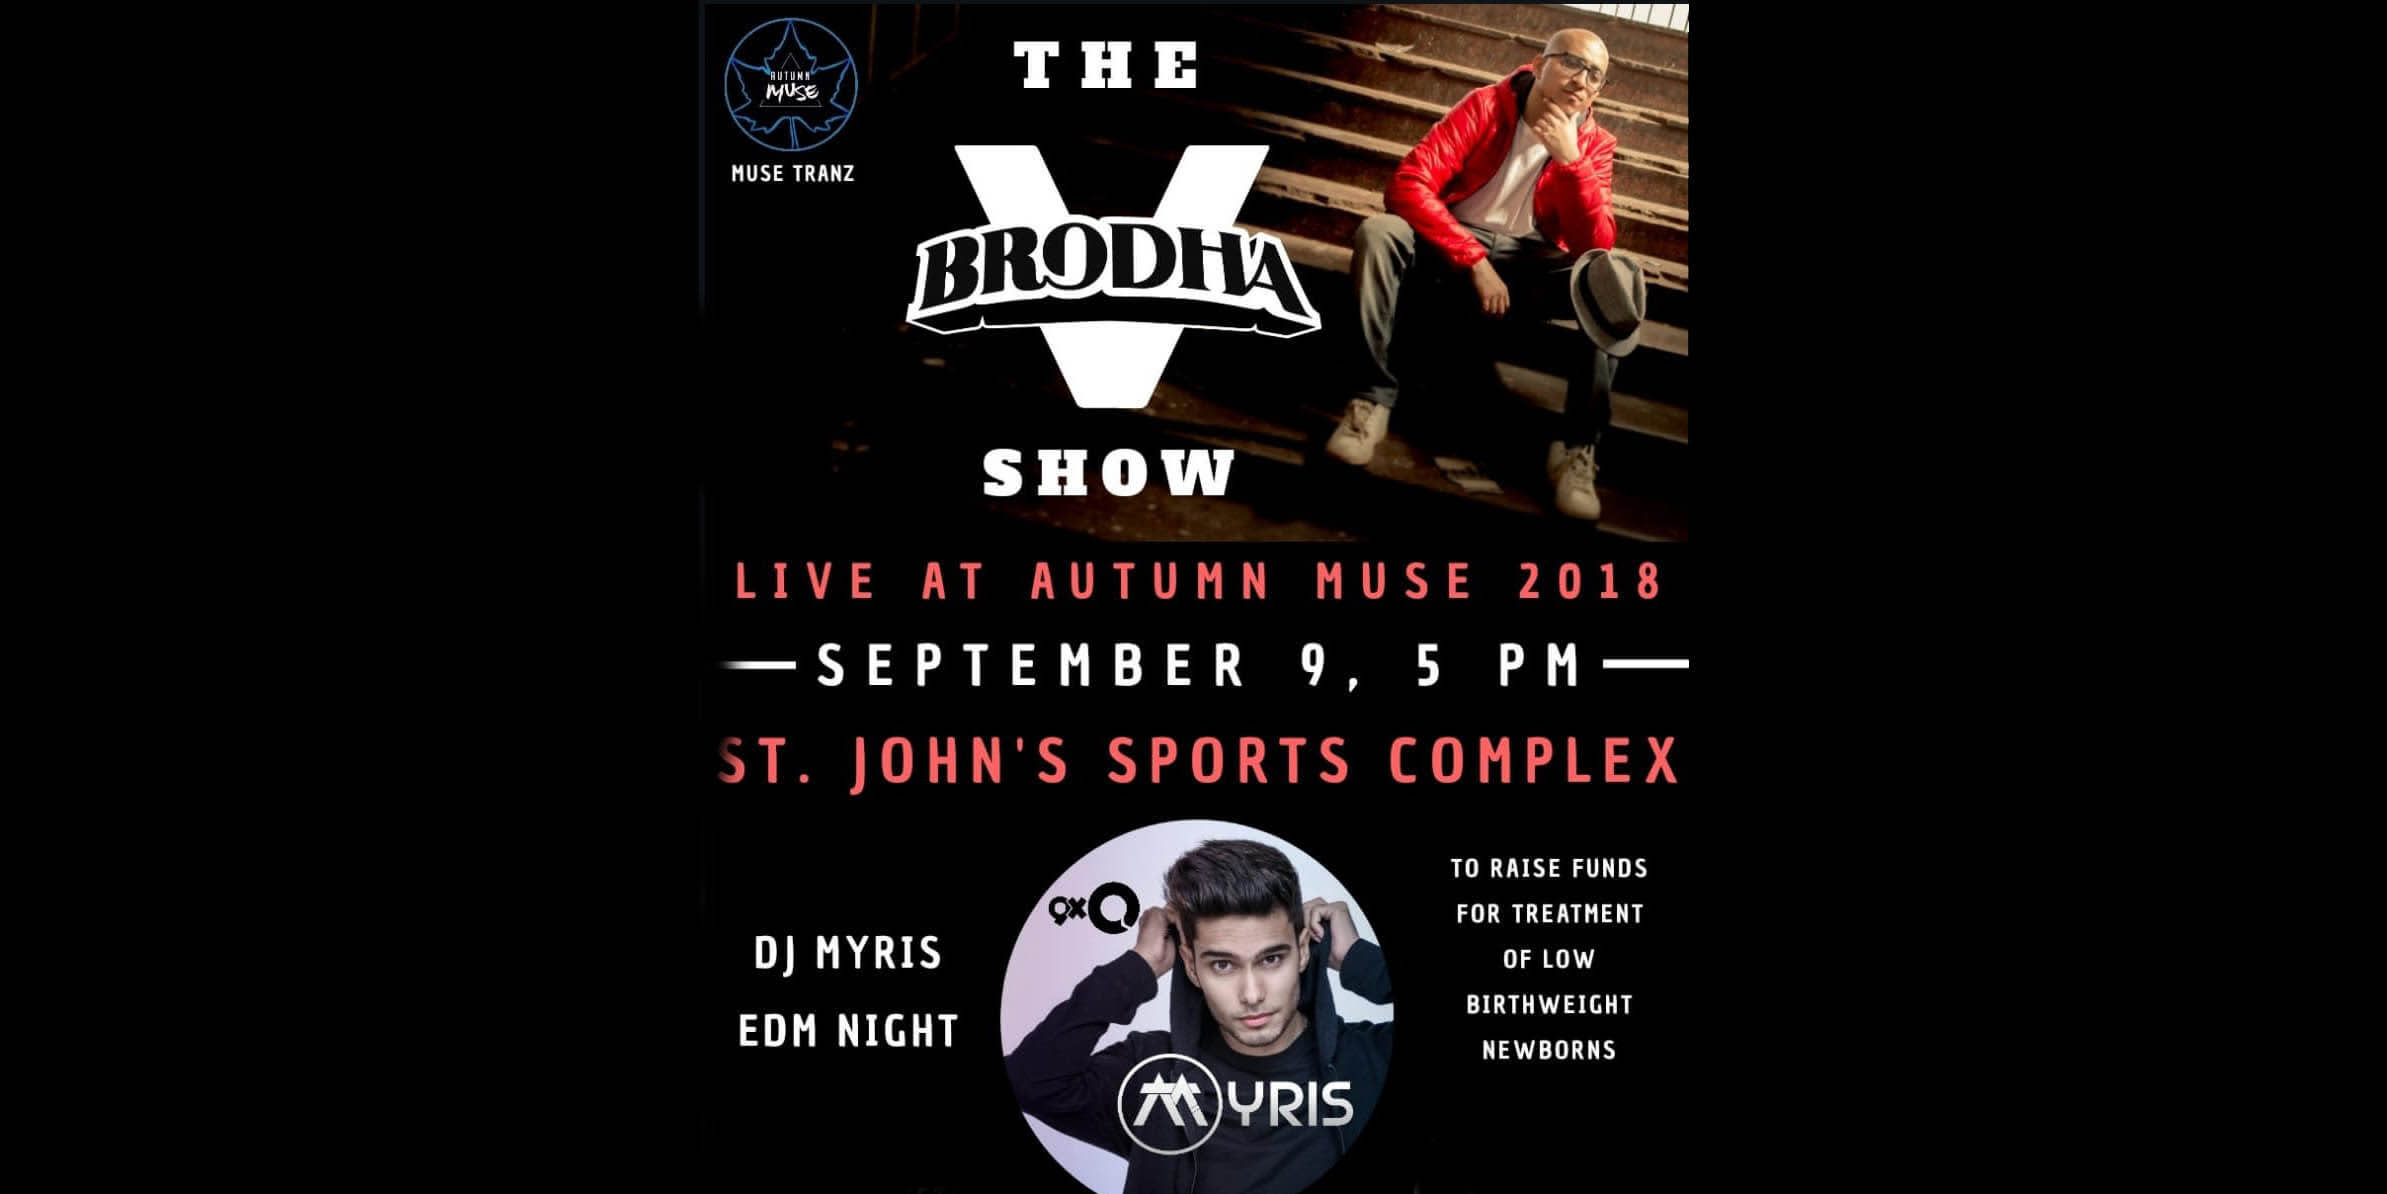 AUTUMN
MUSE
MUSE TRANZ
THE
V
BRODHA
SHOW
LIVE AT AUTUMN MUSE 2018
SEPTEMBER 9, 5 PM
ST. JOHN'S SPORTS COMPLEX
DJ MYRIS
EDM NIGHT
9XO
MYRIS
TO RAISE FUNDS
FOR TREATMENT
OF LOW
BIRTHWEIGHT
NEWBORNS